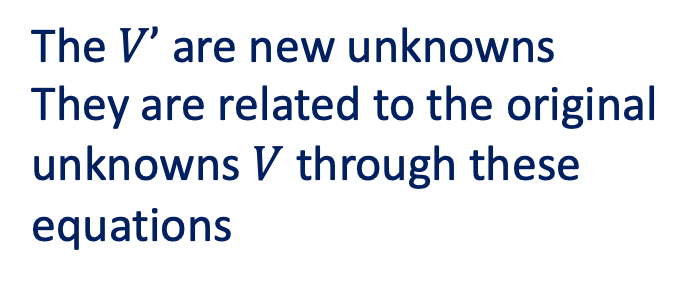 The V’ are new unknowns
They are related to the original
unknowns V through these
equations